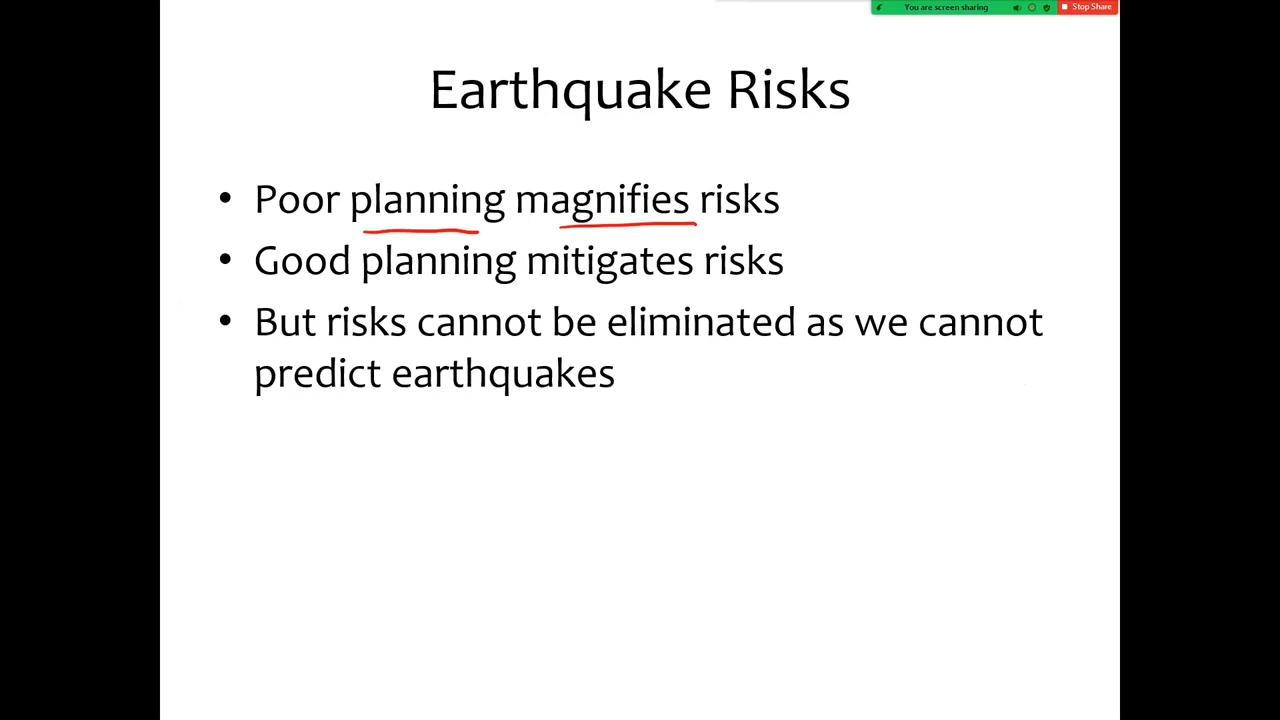 You are screen sharing
Stop Share
Earthquake Risks
• Poor planning magnifies risks
• Good planning mitigates risks
• But risks cannot be eliminated as we cannot
predict earthquakes